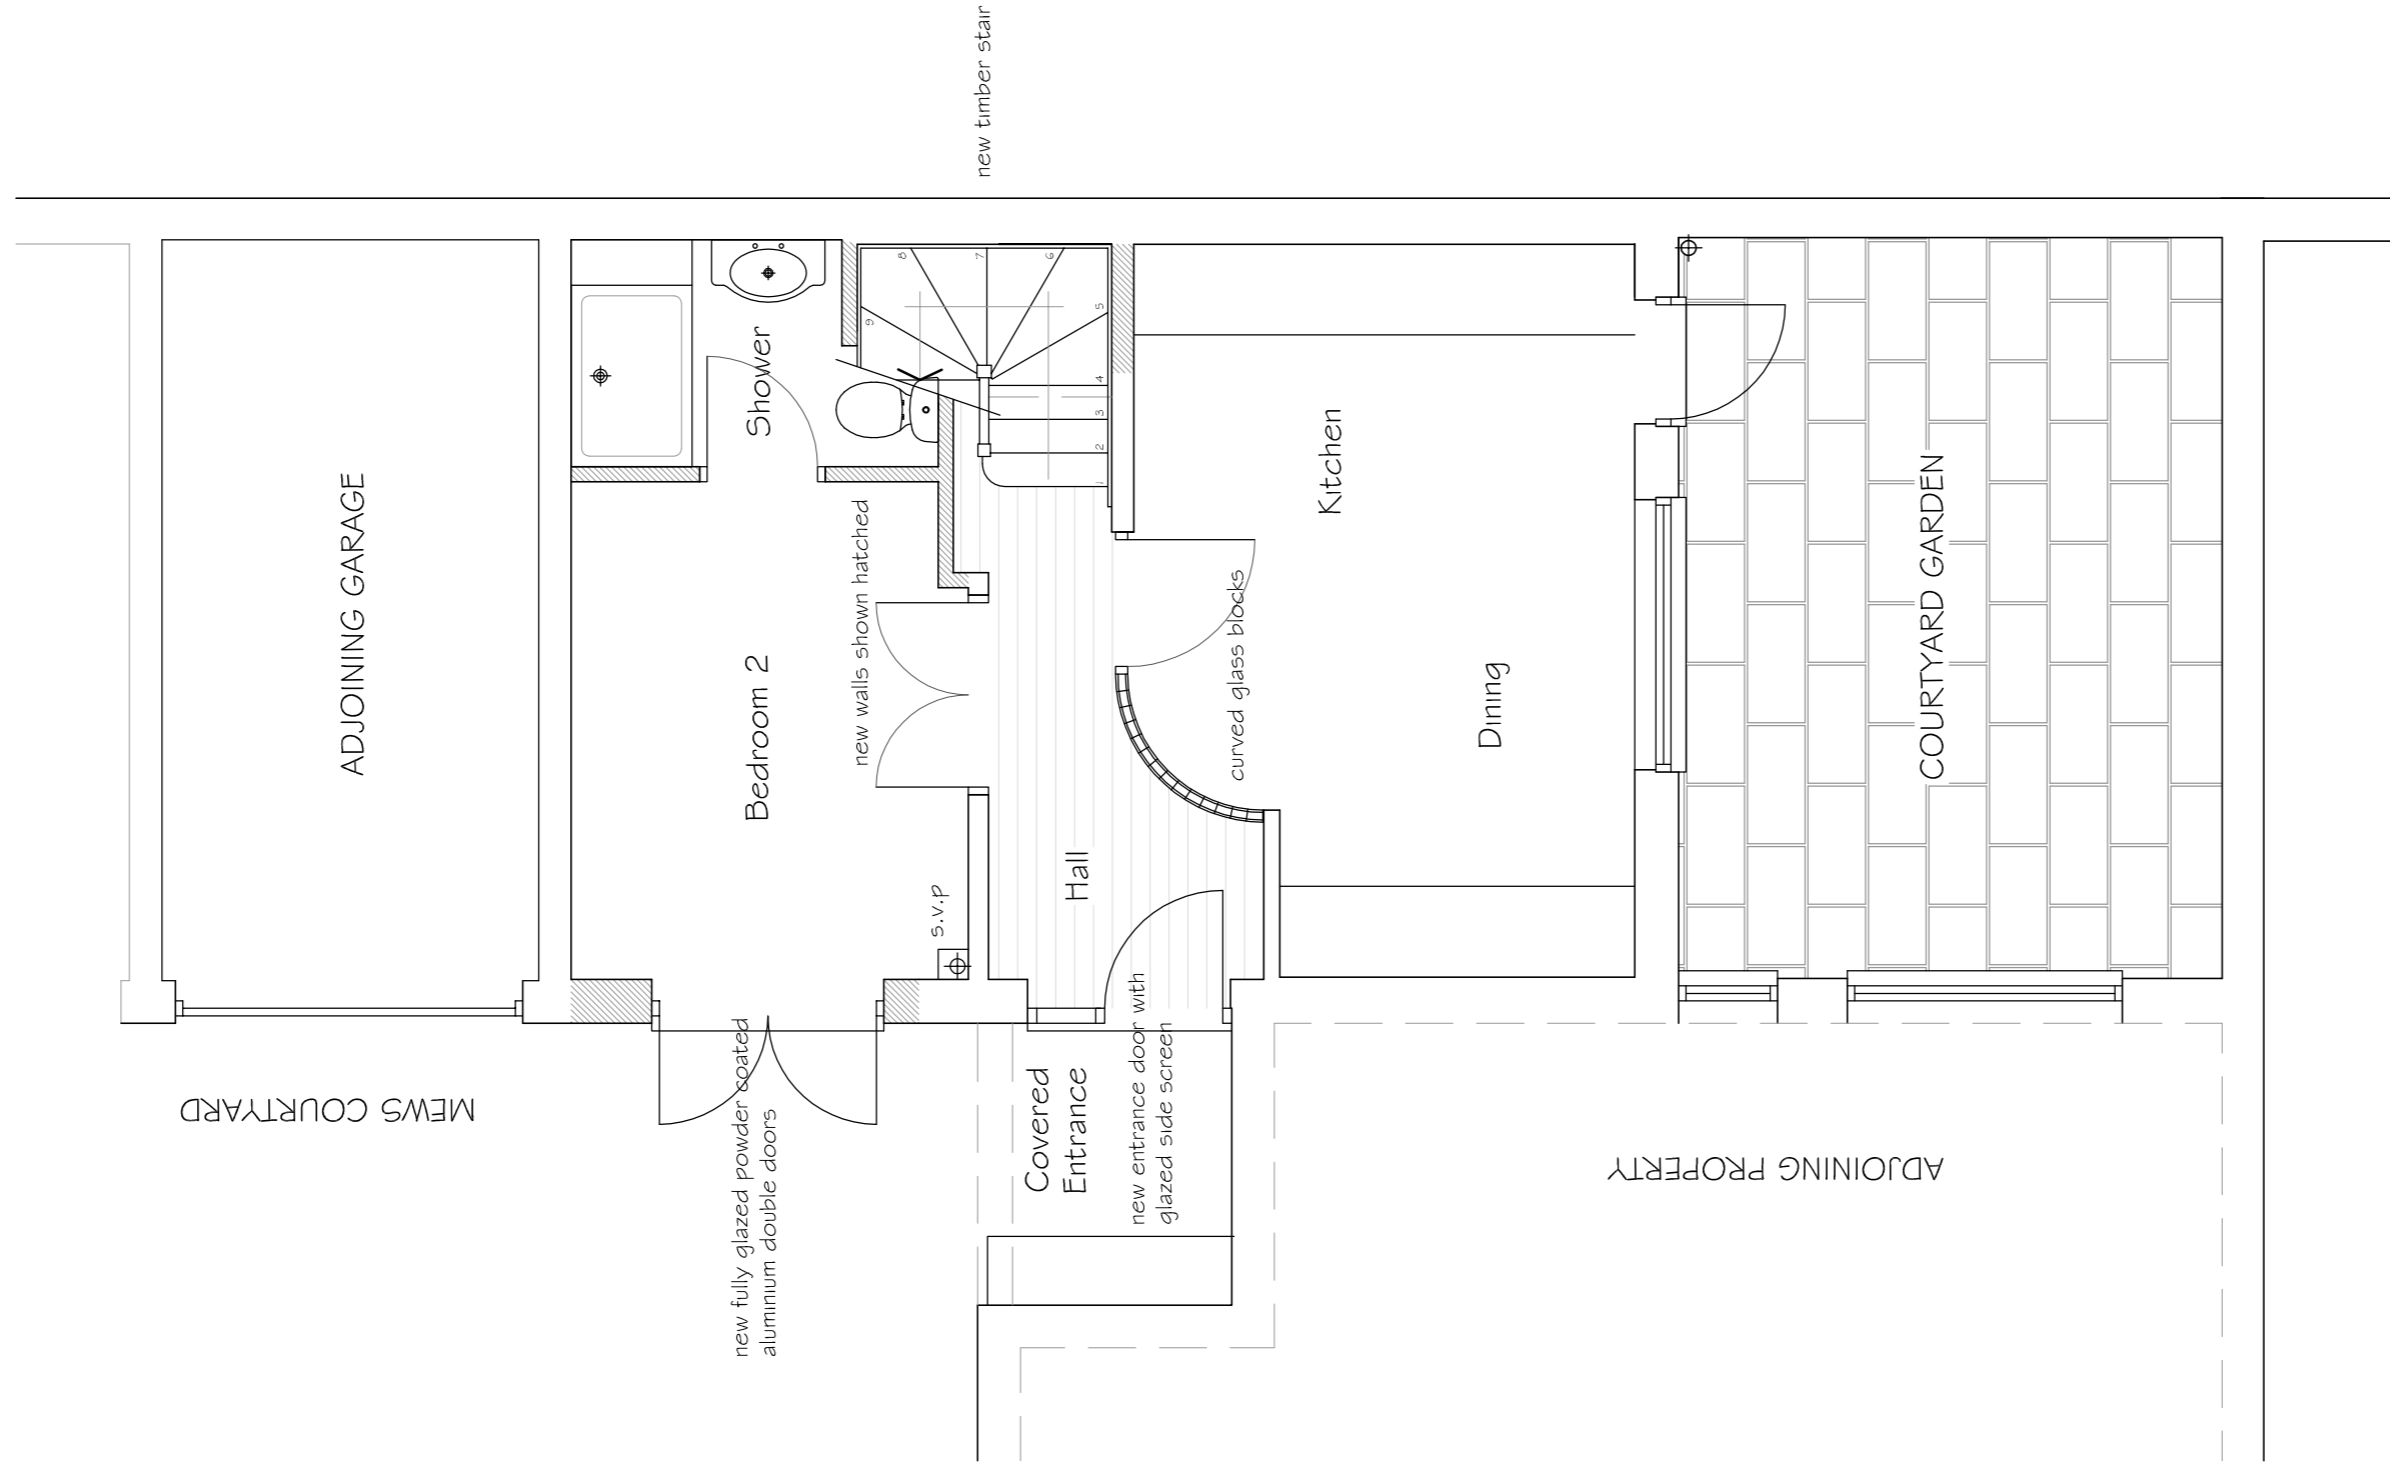 new timber stair
ADJOINING GARAGE
Shower
Bedroom 2
new walls shown hatched
s.v.p
Hall
Kitchen
curved glass blocks
Dining
COURTYARD GARDEN
1
2
3
4
5
6
7
8
9
MEWS COURTYARD
new fully glazed powder coated
aluminium double doors
Covered
Entrance
new entrance door with
glazed side screen
ADJOINING PROPERTY